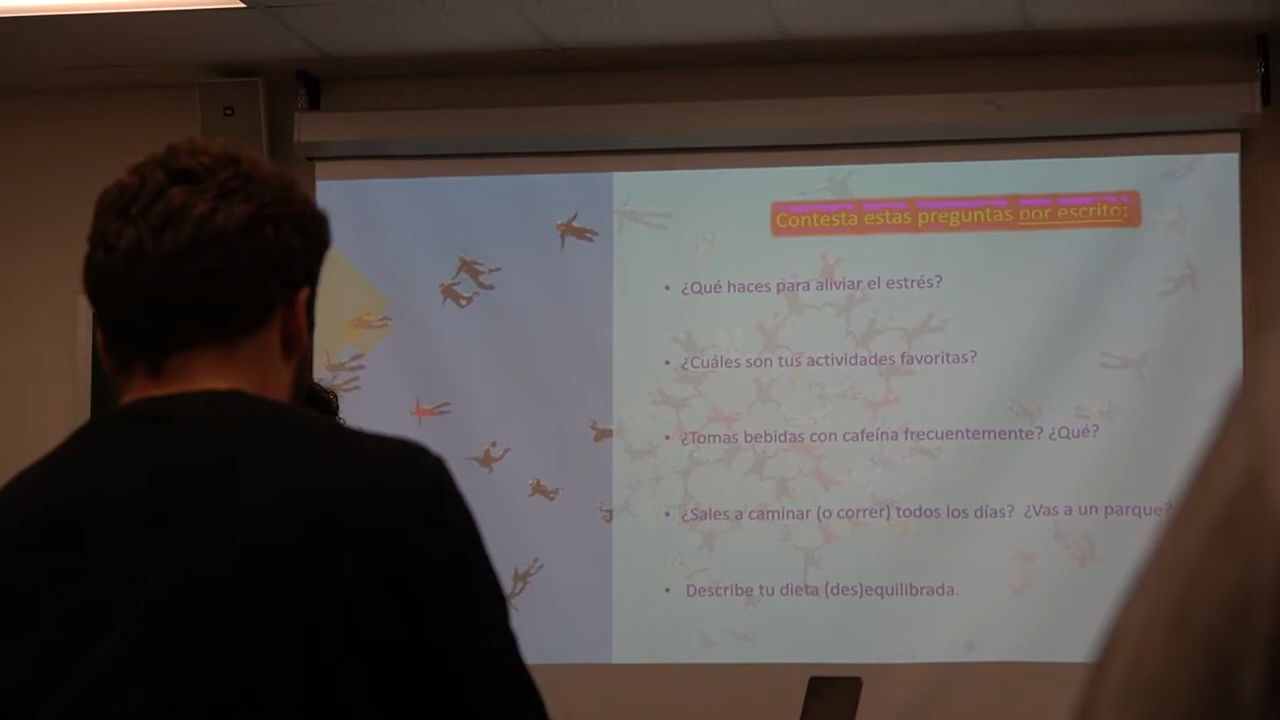 Contesta estas preguntas por escrito:
• ¿Qué haces para aliviar el estrés?
• ¿Cuáles son tus actividades favoritas?
• ¿Tomas bebidas con cafeína frecuentemente? ¿Qué?
• ¿Sales a caminar (o correr) todos los días? ¿Vas a un parque?
• Describe tu dieta (des)equilibrada.